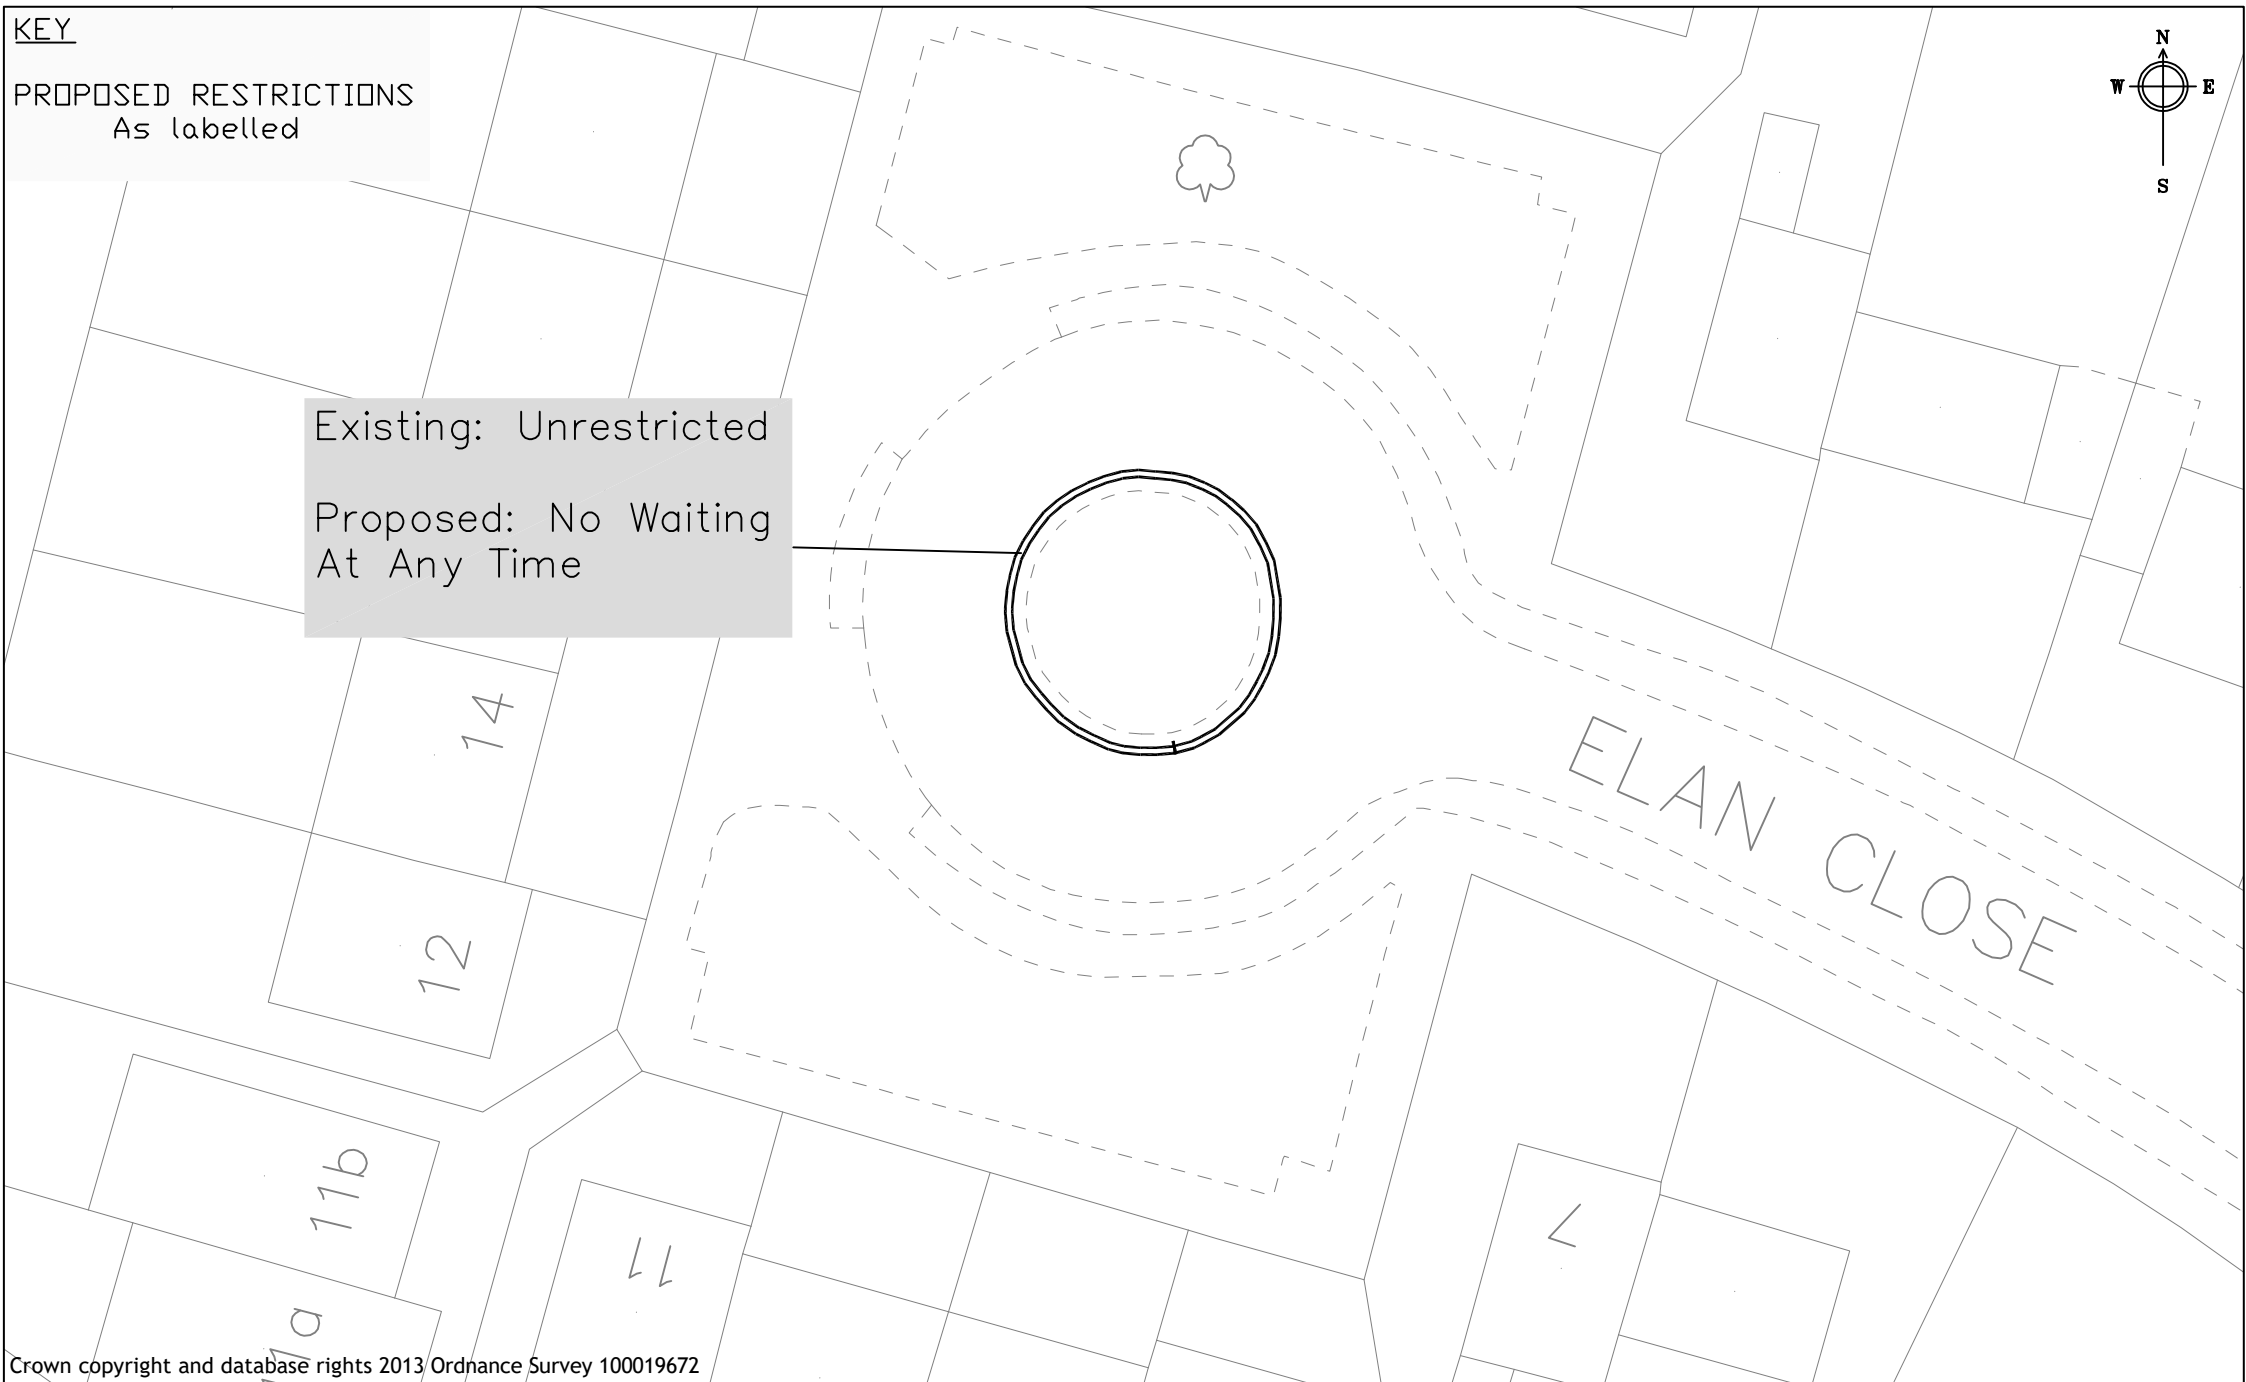 KEY
PROPOSED RESTRICTIONS
As labelled
N
W E
S
Existing: Unrestricted
Proposed: No Waiting
At Any Time
14
ELAN CLOSE
12
11b
11
7
Crown copyright and database rights 2013 Ordnance Survey 100019672